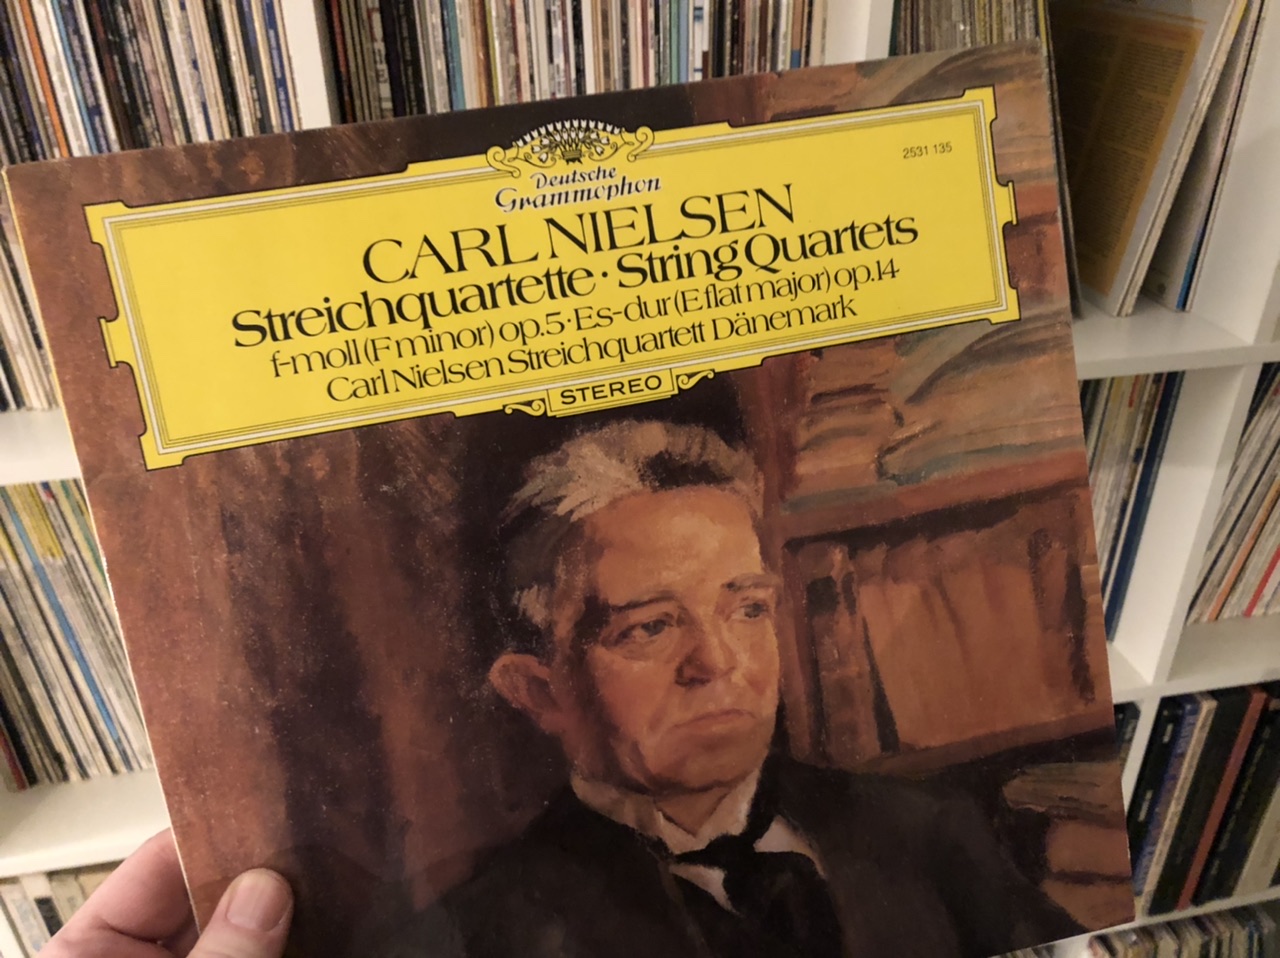 2531 135
Deutsche
Grammophon
CARL NIELSEN
Streichquartette · String Quartets
f-moll (F minor) op.5 · Es-dur (E flat major) op.14
Carl Nielsen Streichquartett Dänemark
STEREO